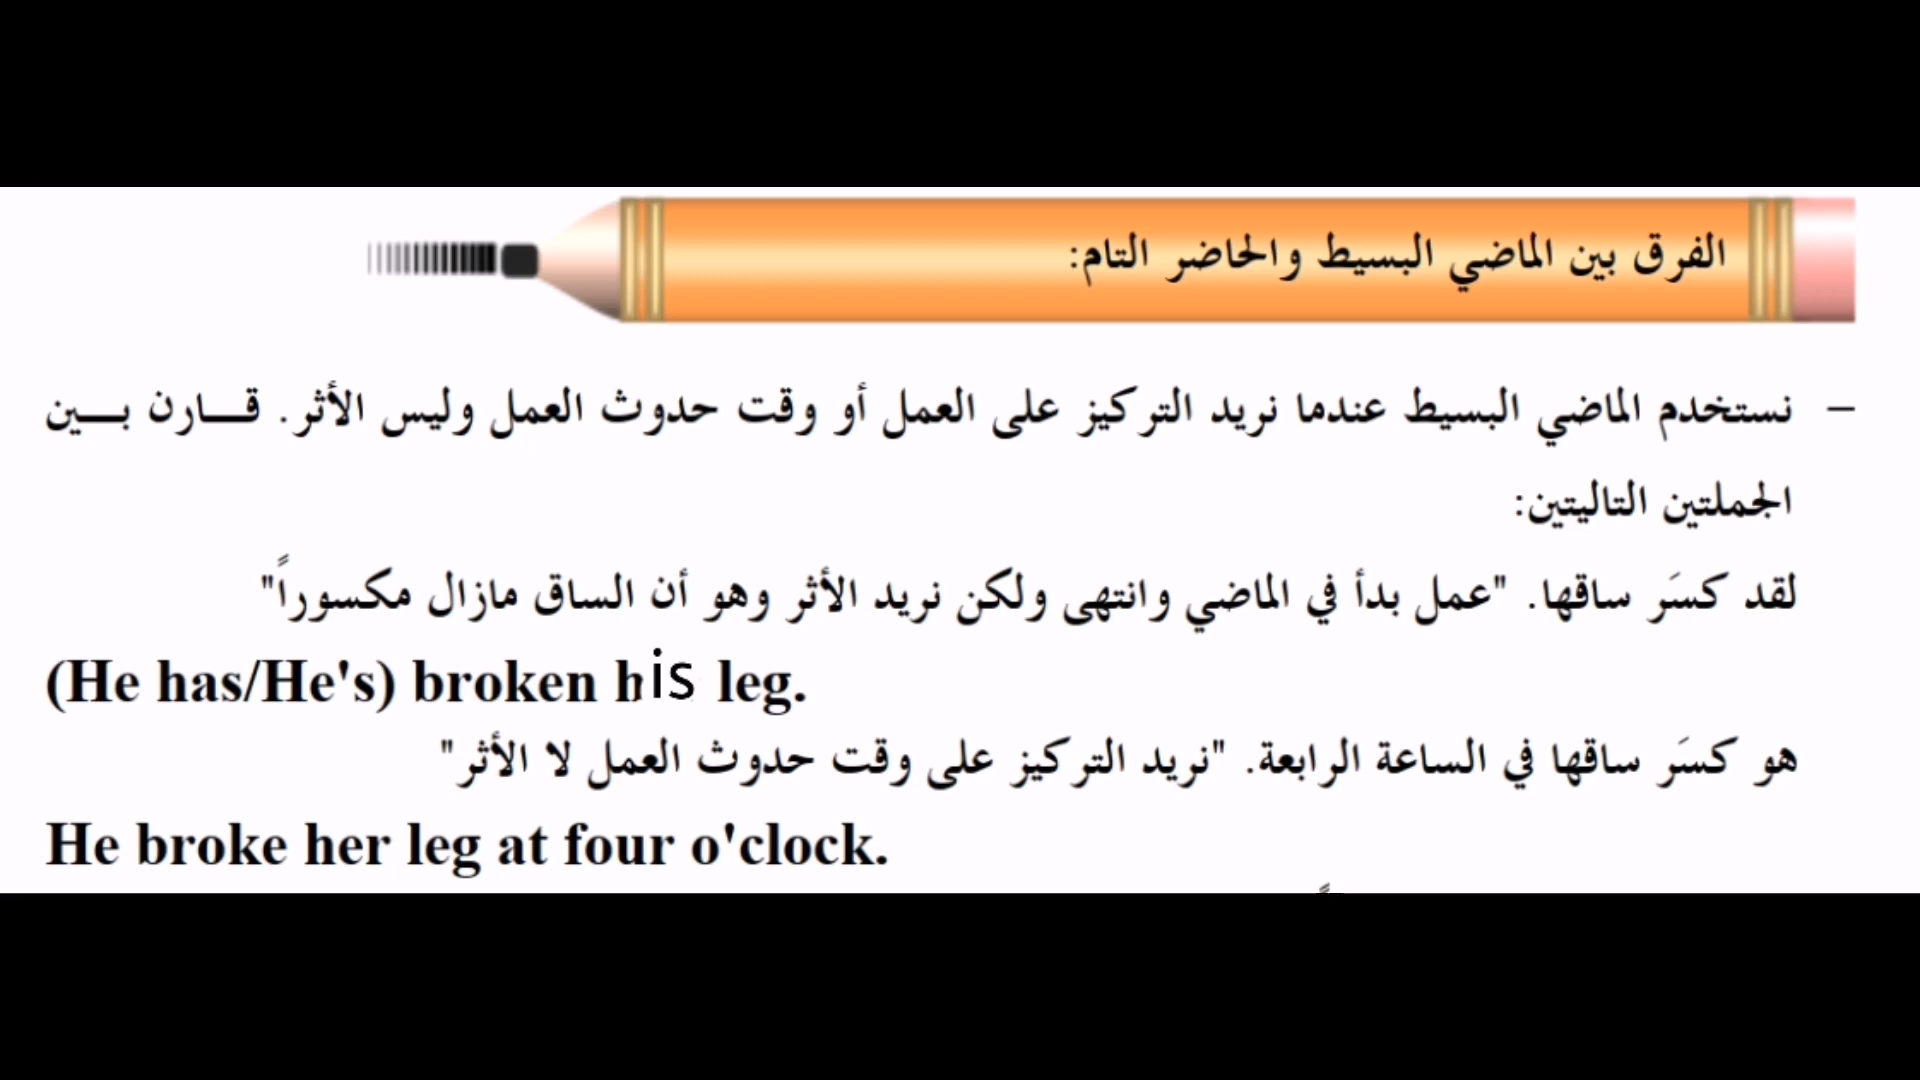 الفرق بين الماضي البسيط والحاضر التام:
– نستخدم الماضي البسيط عندما نريد التركيز على العمل أو وقت حدوث العمل وليس الأثر. قــارن بــين
الجملتين التاليتين:
لقد كسَر ساقها. "عمل بدأ في الماضي وانتهى ولكن نريد الأثر وهو أن الساق مازال مكسوراً"
(He has/He's) broken his leg.
هو كسَر ساقها في الساعة الرابعة. "نريد التركيز على وقت حدوث العمل لا الأثر"
He broke her leg at four o'clock.